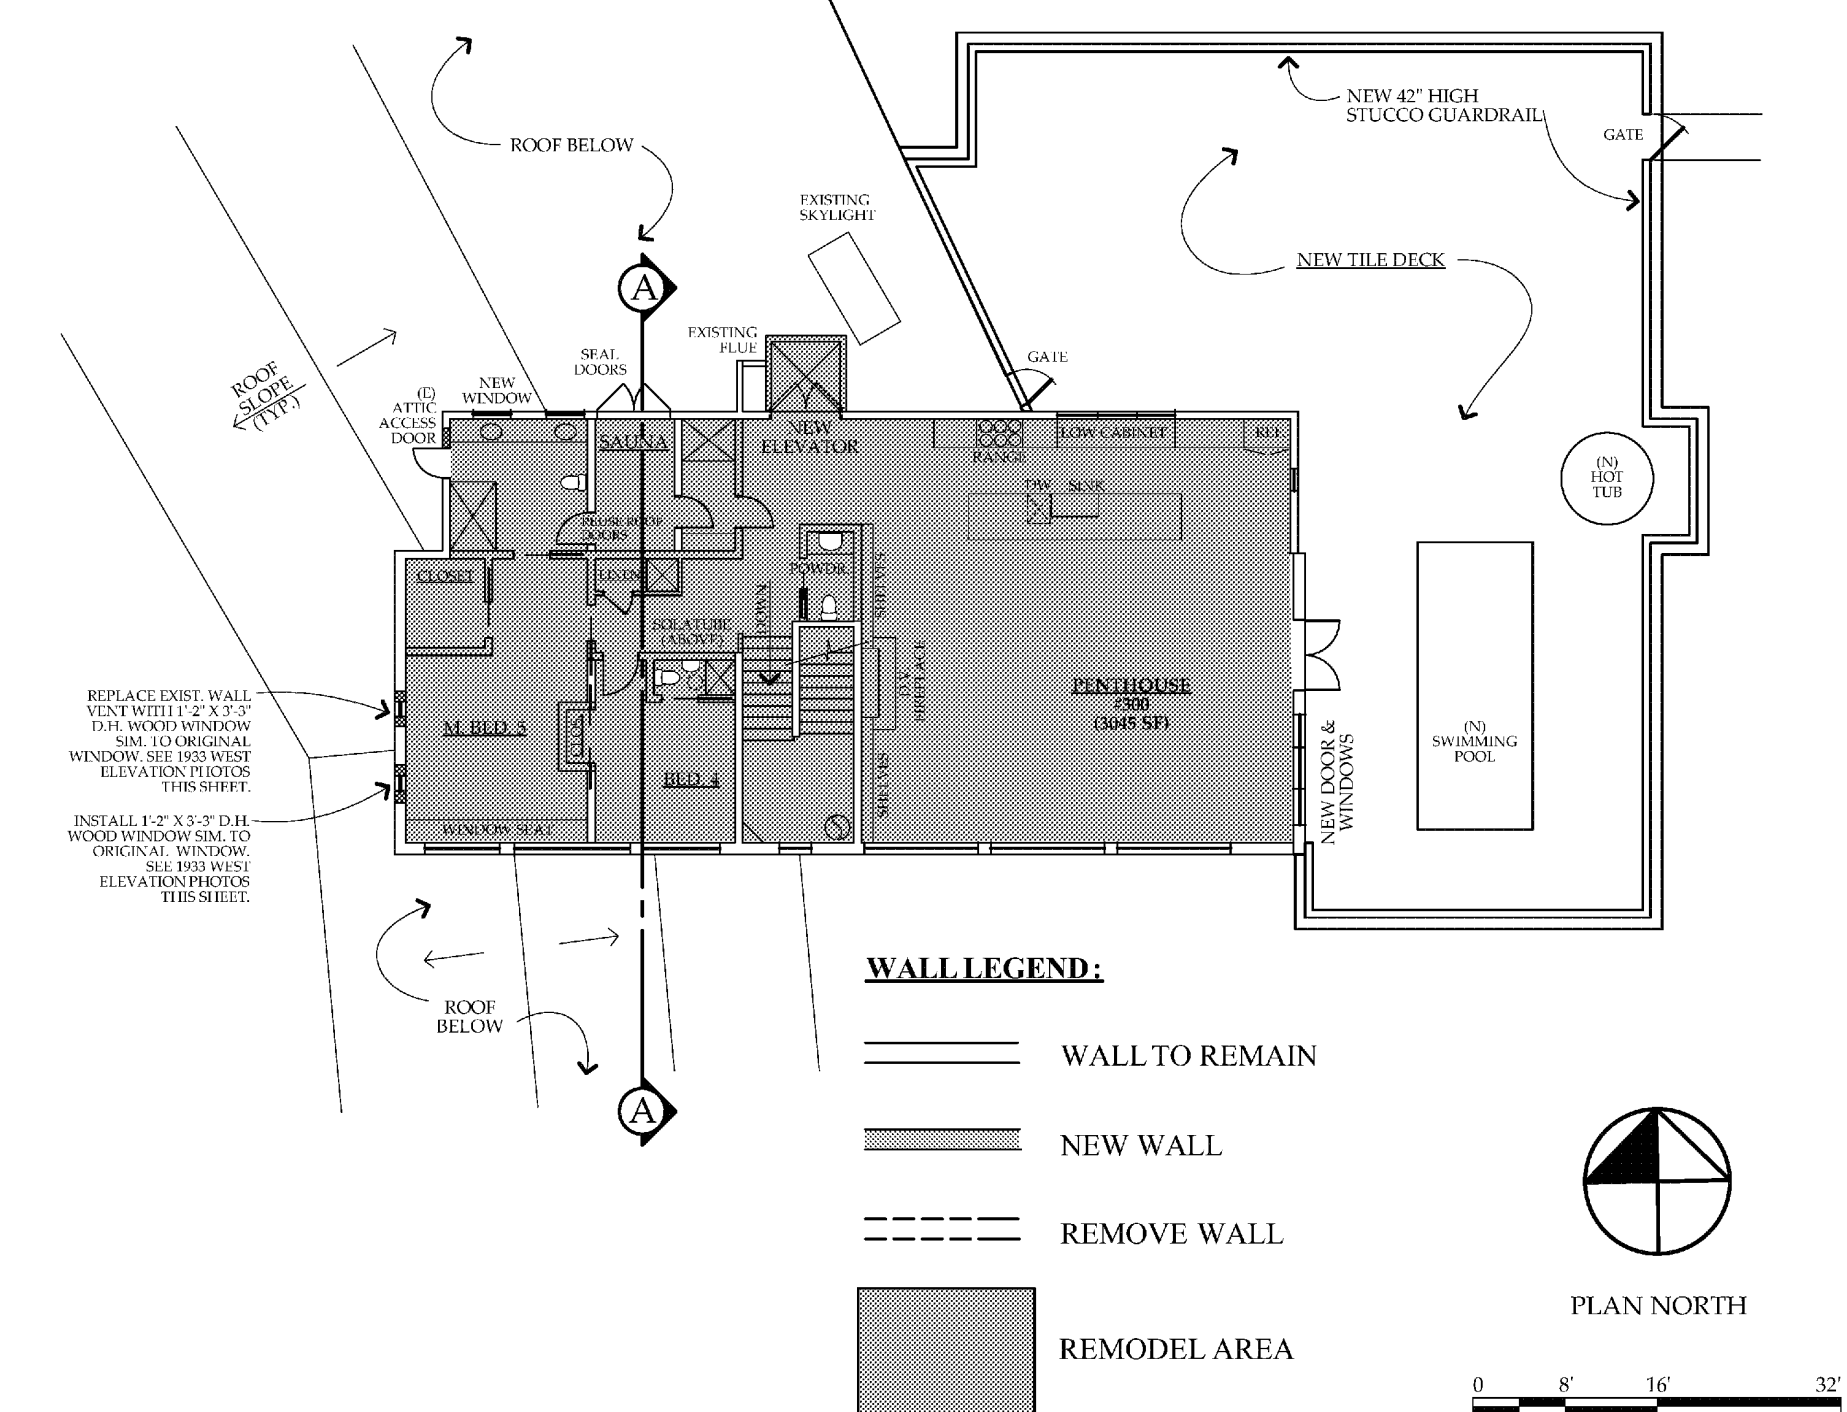 NEW 42" HIGH
STUCCO GUARDRAIL
GATE
ROOF BELOW
EXISTING
SKYLIGHT
NEW TILE DECK
A
EXISTING
FLUE
SEAL
DOORS
GATE
ROOF
SLOPE
(TYP.)
NEW
WINDOW
(E)
ATTIC
ACCESS
DOOR
SAUNA
NEW
ELEVATOR
RANGE
LOW CABINET
REF.
DW
SINK
(N)
HOT
TUB
REUSE ROOF
DOORS
CLOSET
LINEN
POWDR.
SHELVES
DOWN
SOLATUBE
(ABOVE)
D.V.
FIREPLACE
PENTHOUSE
#300
(3045 SF)
REPLACE EXIST. WALL
VENT WITH 1'-2" X 3'-3"
D.H. WOOD WINDOW
SIM. TO ORIGINAL
WINDOW. SEE 1933 WEST
ELEVATION PHOTOS
THIS SHEET.
M. BED. 5
BED. 4
SHELVES
NEW DOOR &
WINDOWS
(N)
SWIMMING
POOL
INSTALL 1'-2" X 3'-3" D.H.
WOOD WINDOW SIM. TO
ORIGINAL WINDOW.
SEE 1933 WEST
ELEVATION PHOTOS
THIS SHEET.
WINDOW SEAT
ROOF
BELOW
A
WALL LEGEND:
WALL TO REMAIN
NEW WALL
REMOVE WALL
REMODEL AREA
PLAN NORTH
0 8' 16' 32'